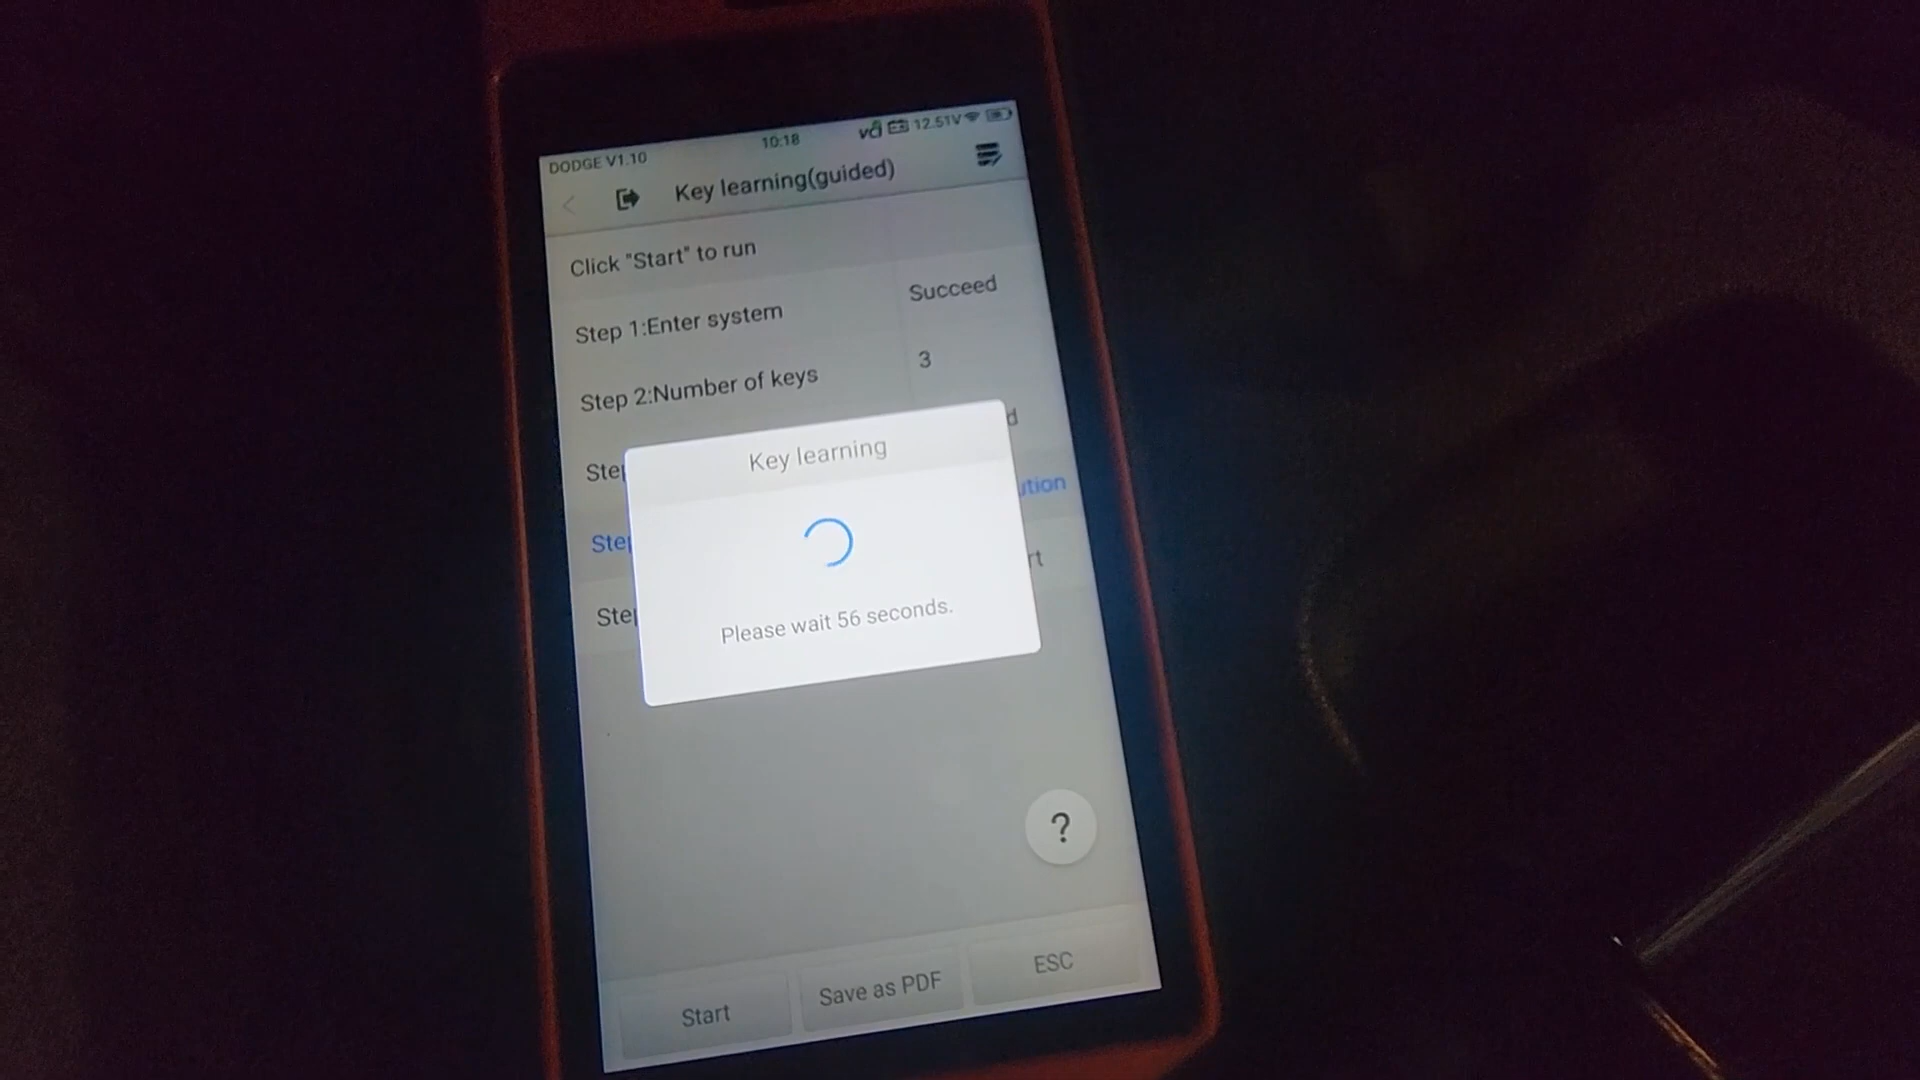 DODGE V1.10 10:18 VCI 12.51V
Key learning(guided)
Click "Start" to run
Step 1:Enter system Succeed
Step 2:Number of keys 3
Key learning
Please wait 56 seconds.
?
Start Save as PDF ESC